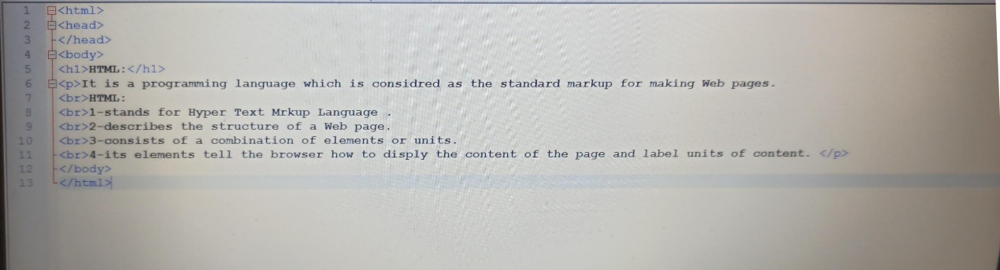 1 <html>
2 <head>
3 </head>
4 <body>
5 <h1>HTML:</h1>
6 <p>It is a programming language which is considred as the standard markup for making Web pages.
7 <br>HTML:
8 <br>1-stands for Hyper Text Mrkup Language .
9 <br>2-describes the structure of a Web page.
10 <br>3-consists of a combination of elements or units.
11 <br>4-its elements tell the browser how to disply the content of the page and label units of content. </p>
12 </body>
13 </html>